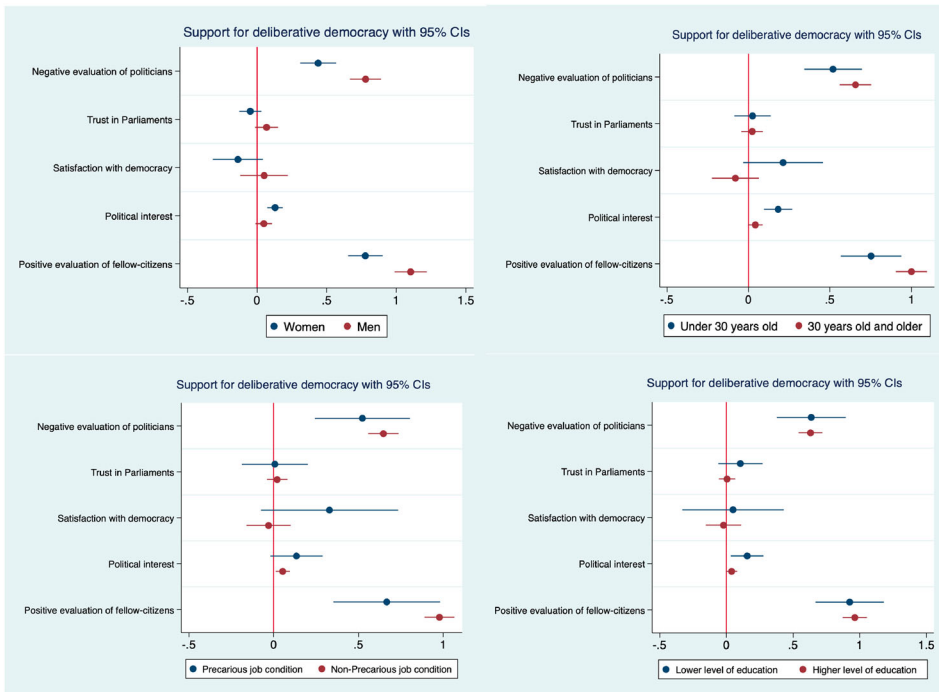 Support for deliberative democracy with 95% CIs
Negative evaluation of politicians
Trust in Parliaments
Satisfaction with democracy
Political interest
Positive evaluation of fellow-citizens
-.5 0 .5 1 1.5
Women Men
Support for deliberative democracy with 95% CIs
Negative evaluation of politicians
Trust in Parliaments
Satisfaction with democracy
Political interest
Positive evaluation of fellow-citizens
-.5 0 .5 1
Under 30 years old 30 years old and older
Support for deliberative democracy with 95% CIs
Negative evaluation of politicians
Trust in Parliaments
Satisfaction with democracy
Political interest
Positive evaluation of fellow-citizens
-.5 0 .5 1
Precarious job condition Non-Precarious job condition
Support for deliberative democracy with 95% CIs
Negative evaluation of politicians
Trust in Parliaments
Satisfaction with democracy
Political interest
Positive evaluation of fellow-citizens
-.5 0 .5 1 1.5
Lower level of education Higher level of education